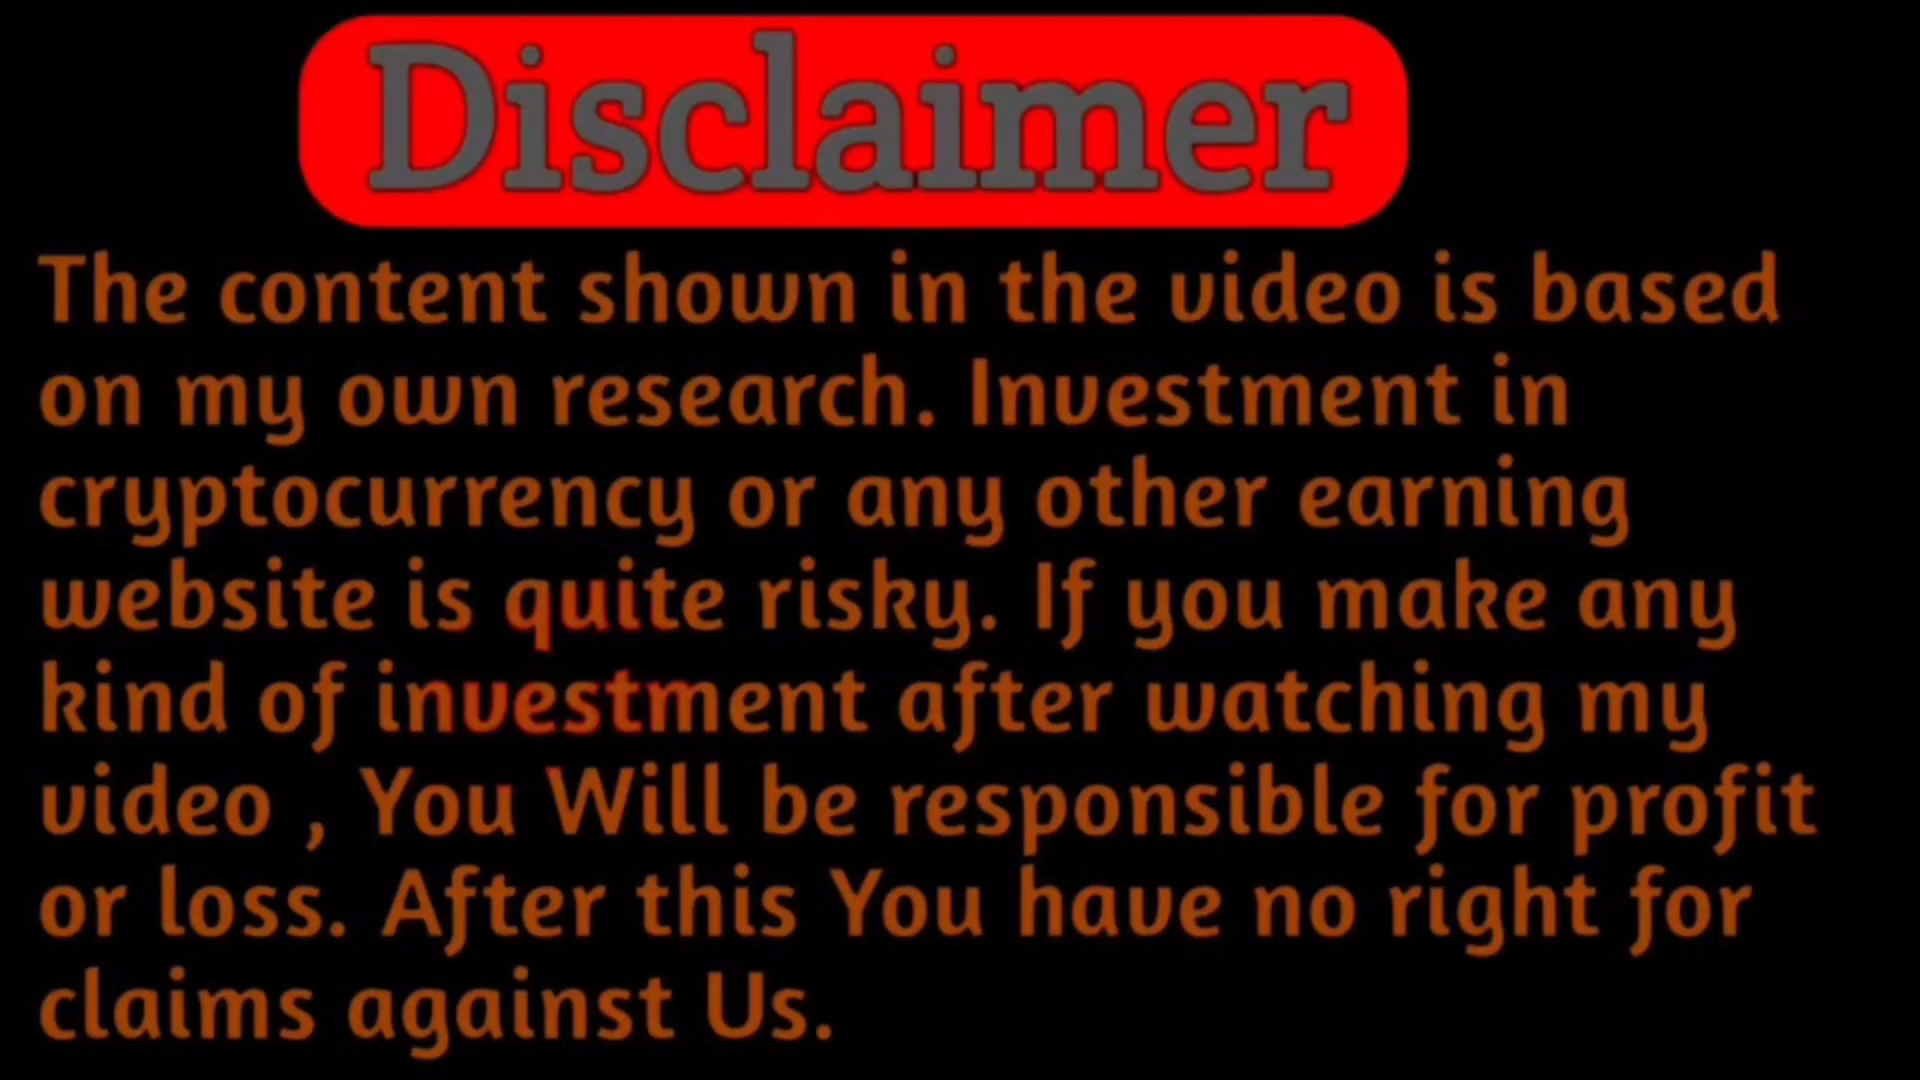 Disclaimer
The content shown in the video is based
on my own research. Investment in
cryptocurrency or any other earning
website is quite risky. If you make any
kind of investment after watching my
video , You Will be responsible for profit
or loss. After this You have no right for
claims against Us.